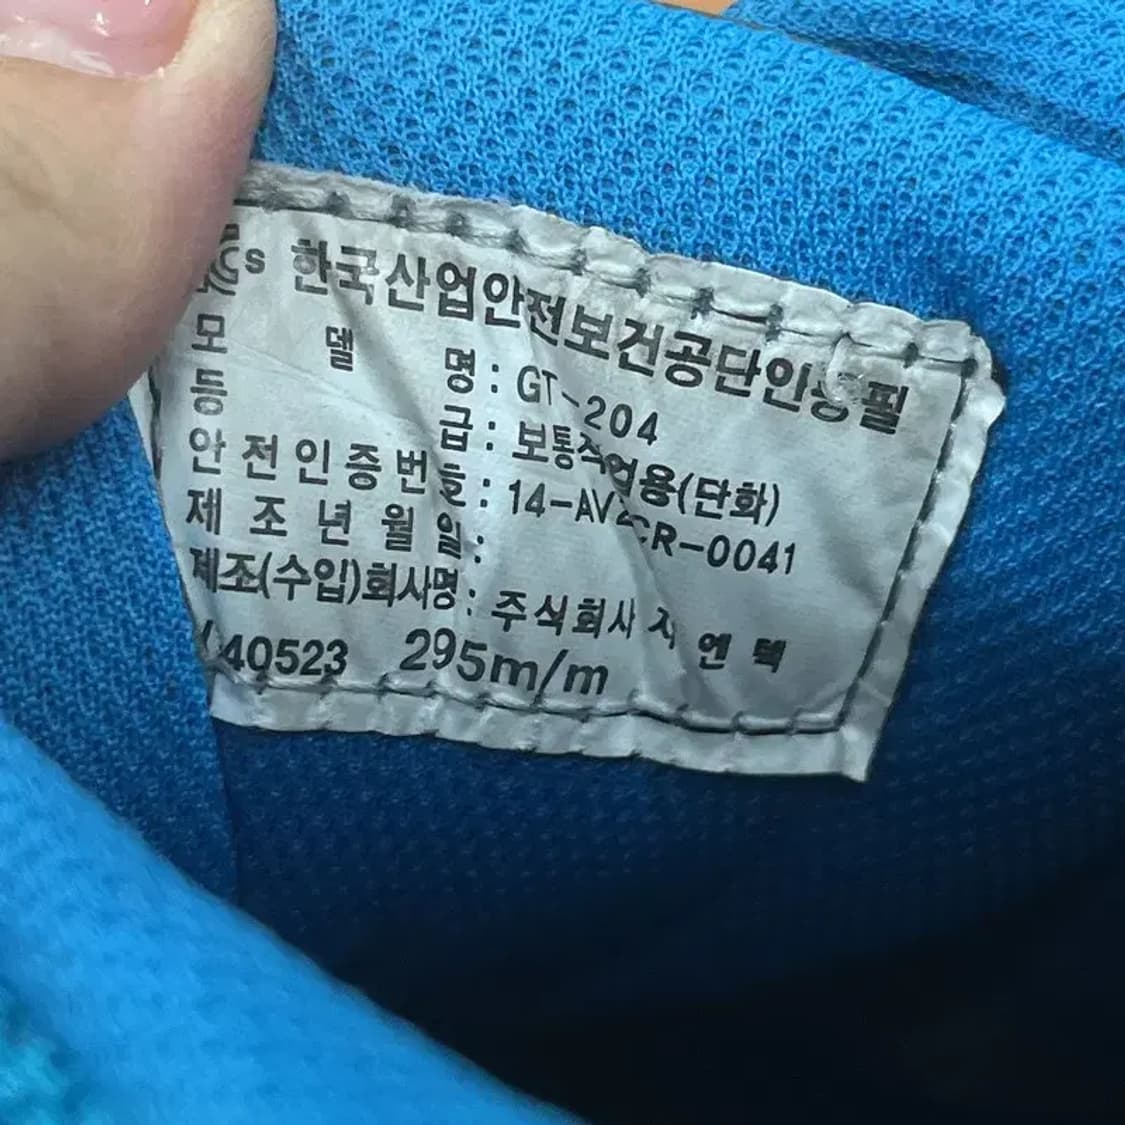 s 한국산업안전보건공단인증필
모 델 명 : GT-204
등 급 : 보통작업용(단화)
안전인증번호 : 14-AV2CR-0041
제조년월일 :
제조(수입)회사명 : 주식회사 지엔텍
140523 295m/m